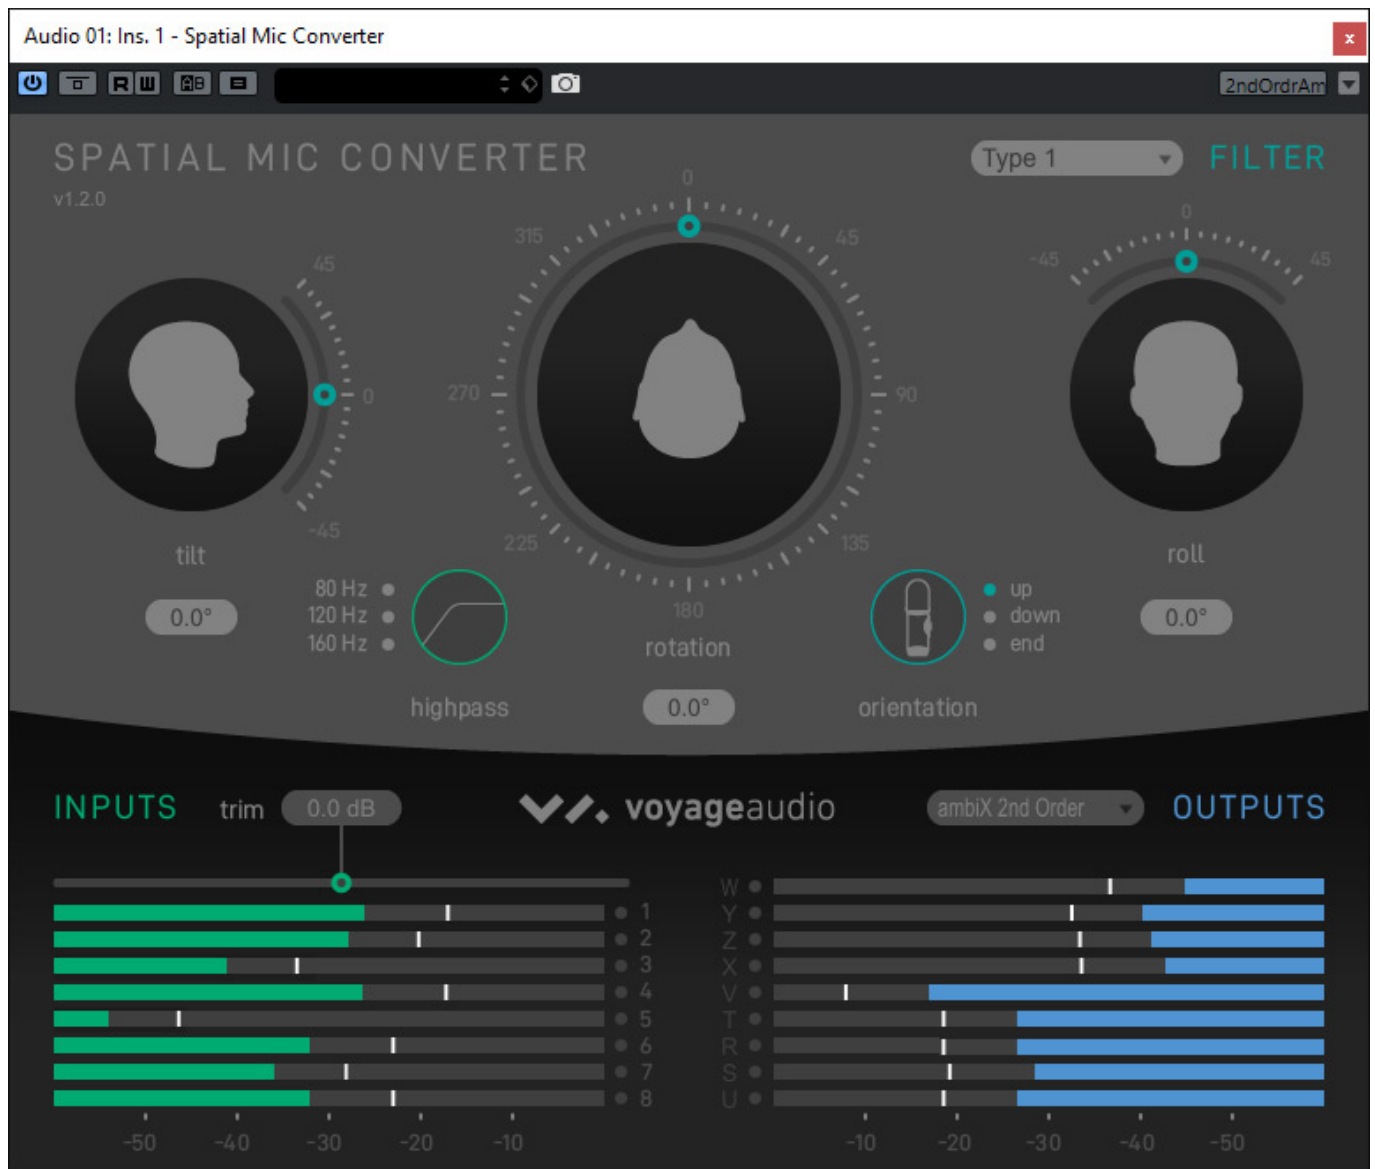 Audio 01: Ins. 1 - Spatial Mic Converter
x
R W A B
2ndOrdrAm
SPATIAL MIC CONVERTER
Type 1
FILTER
v1.2.0
0
315
45
270
90
225
135
180
rotation
0.0°
45
0
-45
tilt
0.0°
0
-45
45
roll
0.0°
80 Hz
120 Hz
160 Hz
highpass
up
down
end
orientation
INPUTS
trim
0.0 dB
voyageaudio
ambiX 2nd Order
OUTPUTS
1
2
3
4
5
6
7
8
-50 -40 -30 -20 -10
W
Y
Z
X
V
T
R
S
U
-10 -20 -30 -40 -50